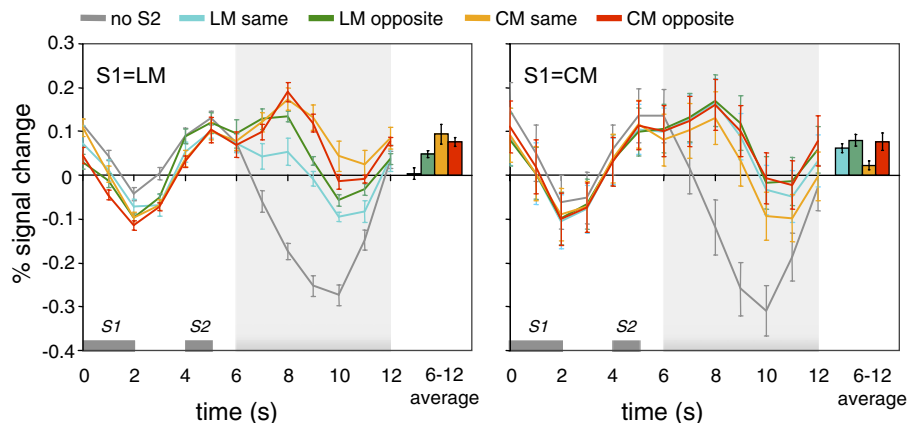 no S2 LM same LM opposite CM same CM opposite
% signal change
0.3
0.2
0.1
0
-0.1
-0.2
-0.3
-0.4
S1=LM
S1 S2
0 2 4 6 8 10 12 6-12
average
time (s)
S1=CM
S1 S2
0 2 4 6 8 10 12 6-12
average
time (s)